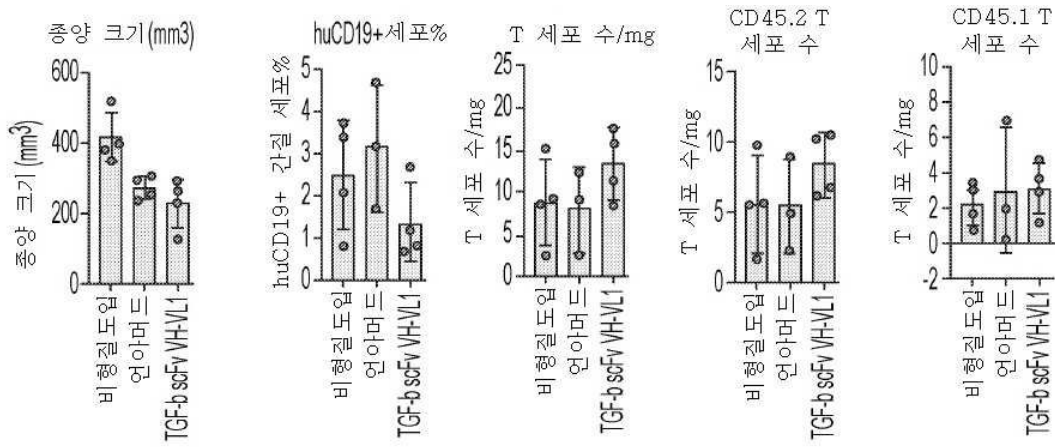 종양 크기(mm3)
종양 크기(mm3)
600
400
200
0
비형질도입
언아머드
TGF-b scFv VH-VL1
huCD19+세포%
huCD19+ 간질 세포%
5
4
3
2
1
0
비형질도입
언아머드
TGF-b scFv VH-VL1
T 세포 수/mg
T 세포 수/mg
25
20
15
10
5
0
비형질도입
언아머드
TGF-b scFv VH-VL1
CD45.2 T
세포 수
T 세포 수/mg
15
10
5
0
비형질도입
언아머드
TGF-b scFv VH-VL1
CD45.1 T
세포 수
T 세포 수/mg
10
8
6
4
2
0
-2
비형질도입
언아머드
TGF-b scFv VH-VL1